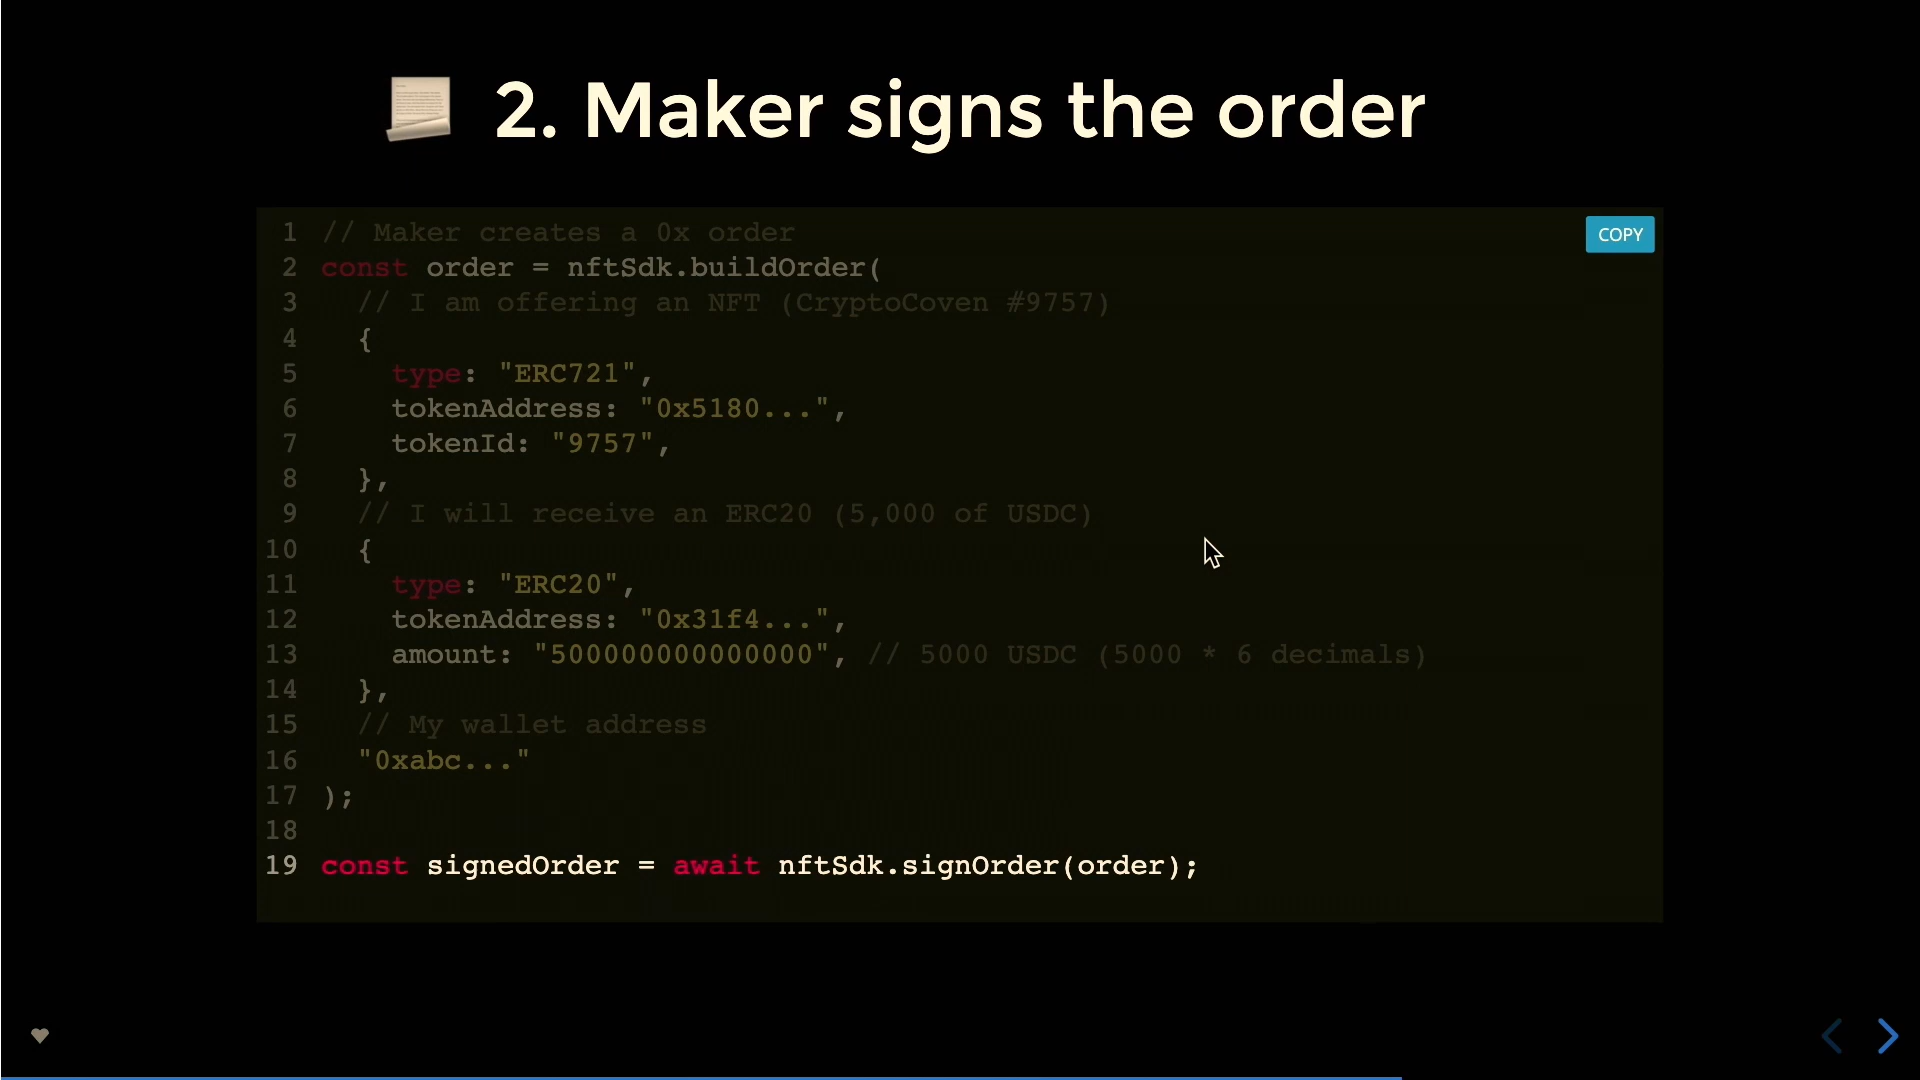 2. Maker signs the order
COPY
1 // Maker creates a 0x order
2 const order = nftSdk.buildOrder(
3 // I am offering an NFT (CryptoCoven #9757)
4 {
5 type: "ERC721",
6 tokenAddress: "0x5180...",
7 tokenId: "9757",
8 },
9 // I will receive an ERC20 (5,000 of USDC)
10 {
11 type: "ERC20",
12 tokenAddress: "0x31f4...",
13 amount: "500000000000000", // 5000 USDC (5000 * 6 decimals)
14 },
15 // My wallet address
16 "0xabc..."
17 );
18
19 const signedOrder = await nftSdk.signOrder(order);